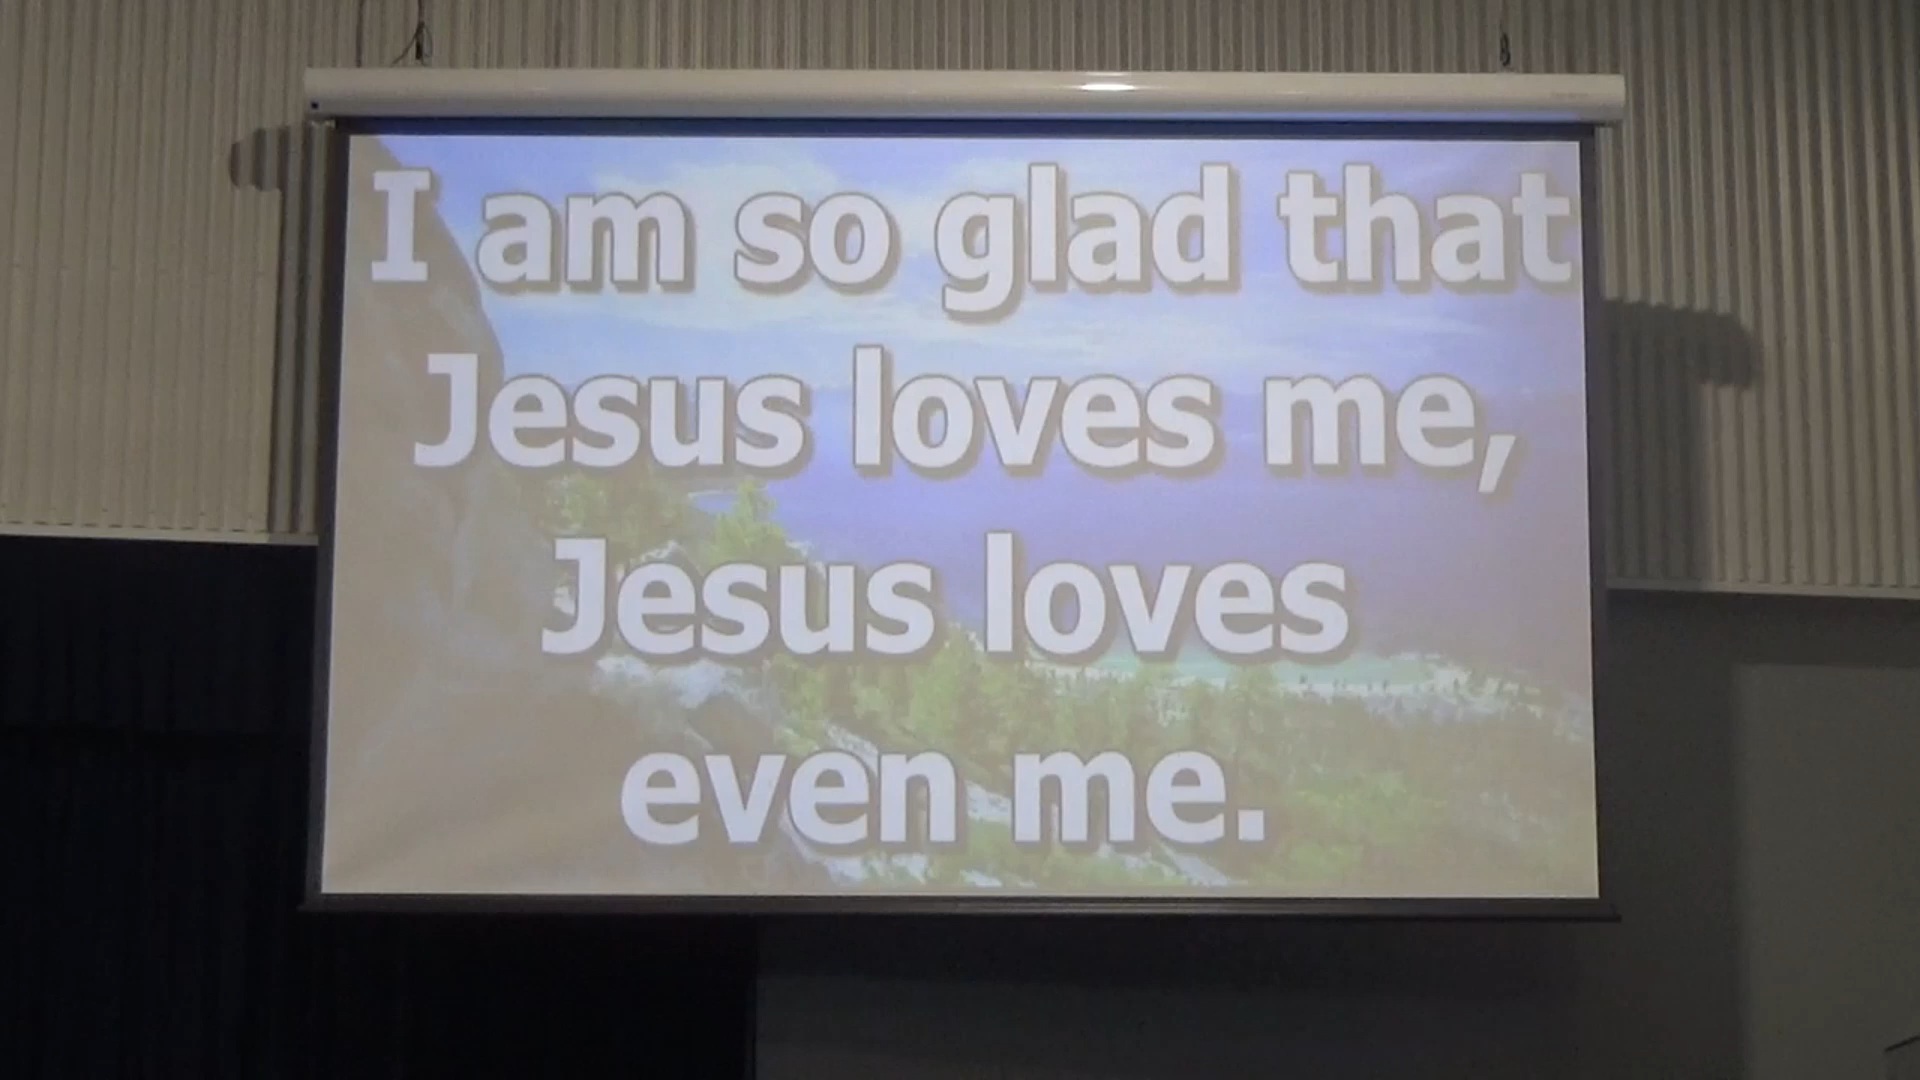 I am so glad that
Jesus loves me,
Jesus loves
even me.